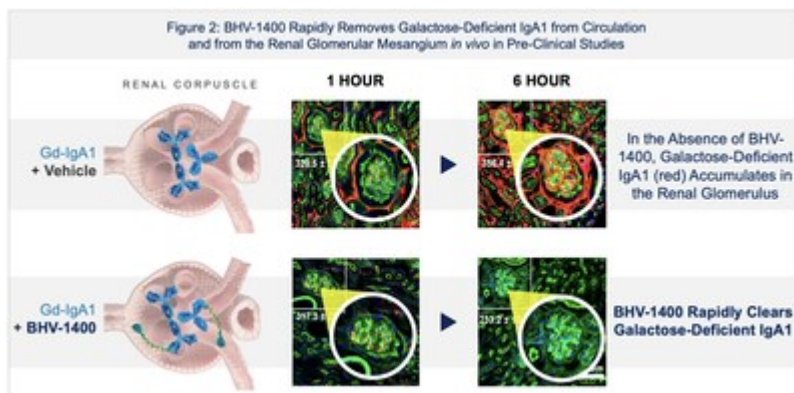 Figure 2: BHV-1400 Rapidly Removes Galactose-Deficient IgA1 from Circulation
and from the Renal Glomerular Mesangium in vivo in Pre-Clinical Studies
RENAL CORPUSCLE
1 HOUR
6 HOUR
Gd-IgA1
+ Vehicle
In the Absence of BHV-
1400, Galactose-Deficient
IgA1 (red) Accumulates in
the Renal Glomerulus
Gd-IgA1
+ BHV-1400
BHV-1400 Rapidly Clears
Galactose-Deficient IgA1